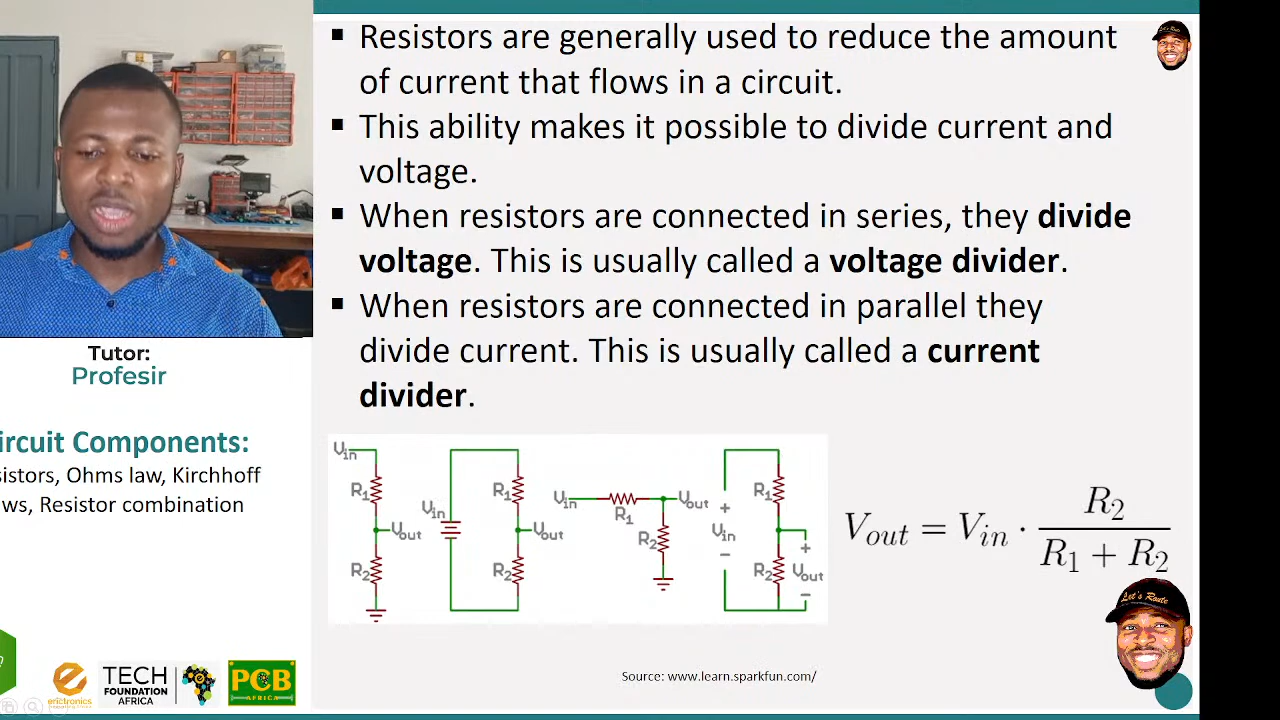 ▪ Resistors are generally used to reduce the amount
of current that flows in a circuit.
▪ This ability makes it possible to divide current and
voltage.
▪ When resistors are connected in series, they divide
voltage. This is usually called a voltage divider.
▪ When resistors are connected in parallel they
divide current. This is usually called a current
divider.
Tutor:
Profesir
ircuit Components:
sistors, Ohms law, Kirchhoff
ws, Resistor combination
Vin
R1
Vout
R2
Vin
R1
Vout
R2
Vin
R1
Vout
R2
+
Vin
−
R1
R2
+
Vout
−
Vout = Vin · R2 / (R1 + R2)
Let's Route
Source: www.learn.sparkfun.com/
erictronics
TECH
FOUNDATION
AFRICA
PCB
AFRICA